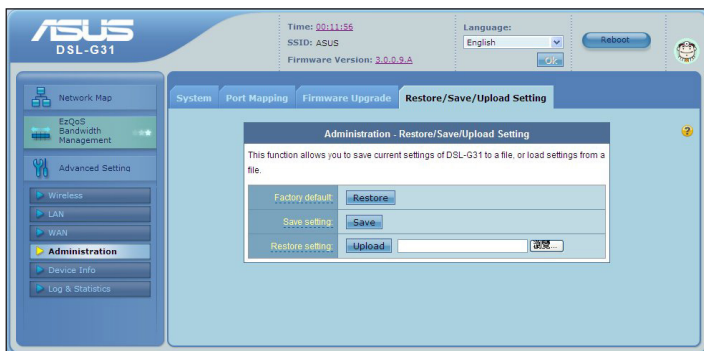 ASUS
DSL-G31
Time: 00:11:56
SSID: ASUS
Firmware Version: 3.0.0.9.A
Language:
English
Ok
Reboot
Network Map
EzQoS
Bandwidth
Management
Advanced Setting
Wireless
LAN
WAN
Administration
Device Info
Log & Statistics
System
Port Mapping
Firmware Upgrade
Restore/Save/Upload Setting
Administration - Restore/Save/Upload Setting
This function allows you to save current settings of DSL-G31 to a file, or load settings from a
file.
Factory default:
Restore
Save setting:
Save
Restore setting:
Upload
瀏覽...
?